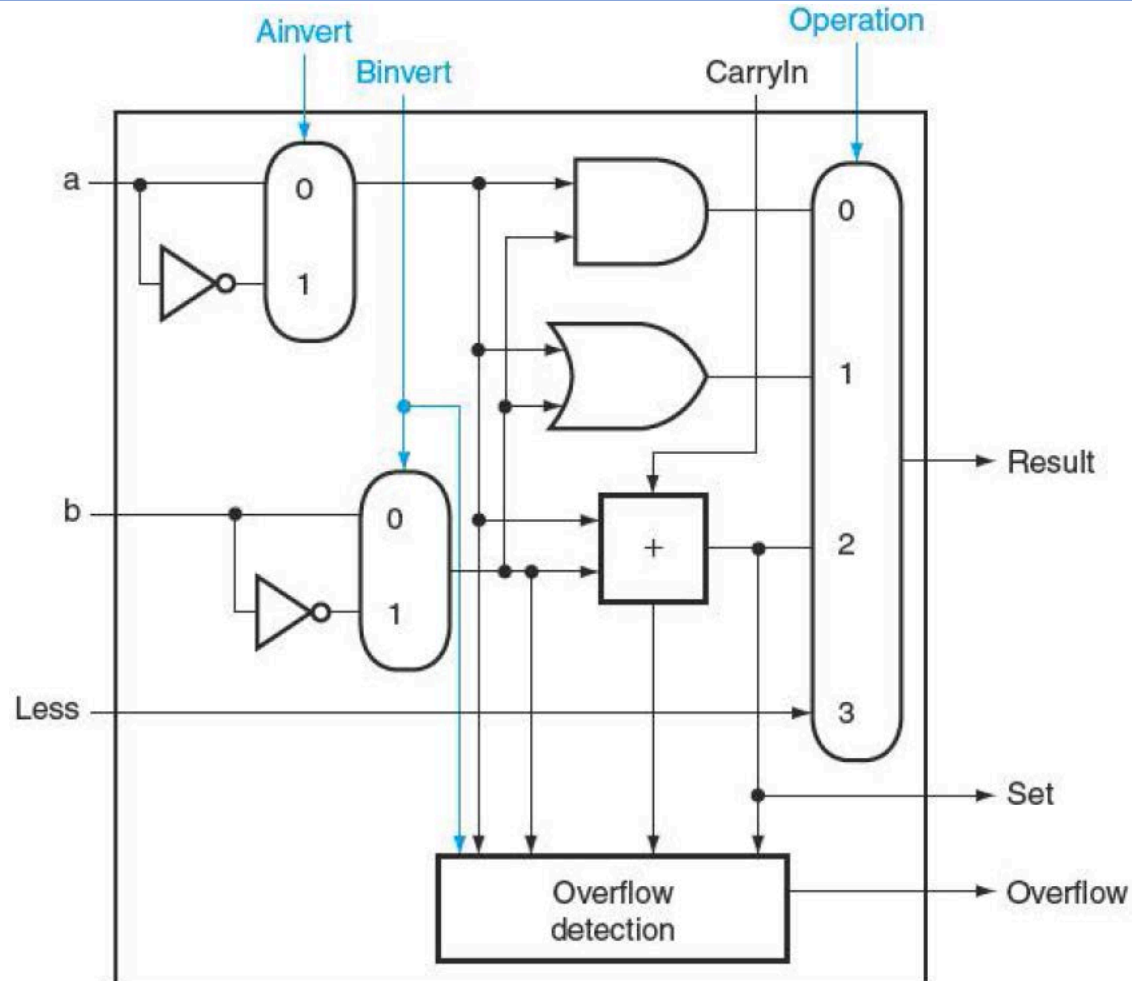 Ainvert
Operation
Binvert
CarryIn
a
0
0
1
1
Result
b
0
+
2
1
Less
3
Set
Overflow
detection
Overflow